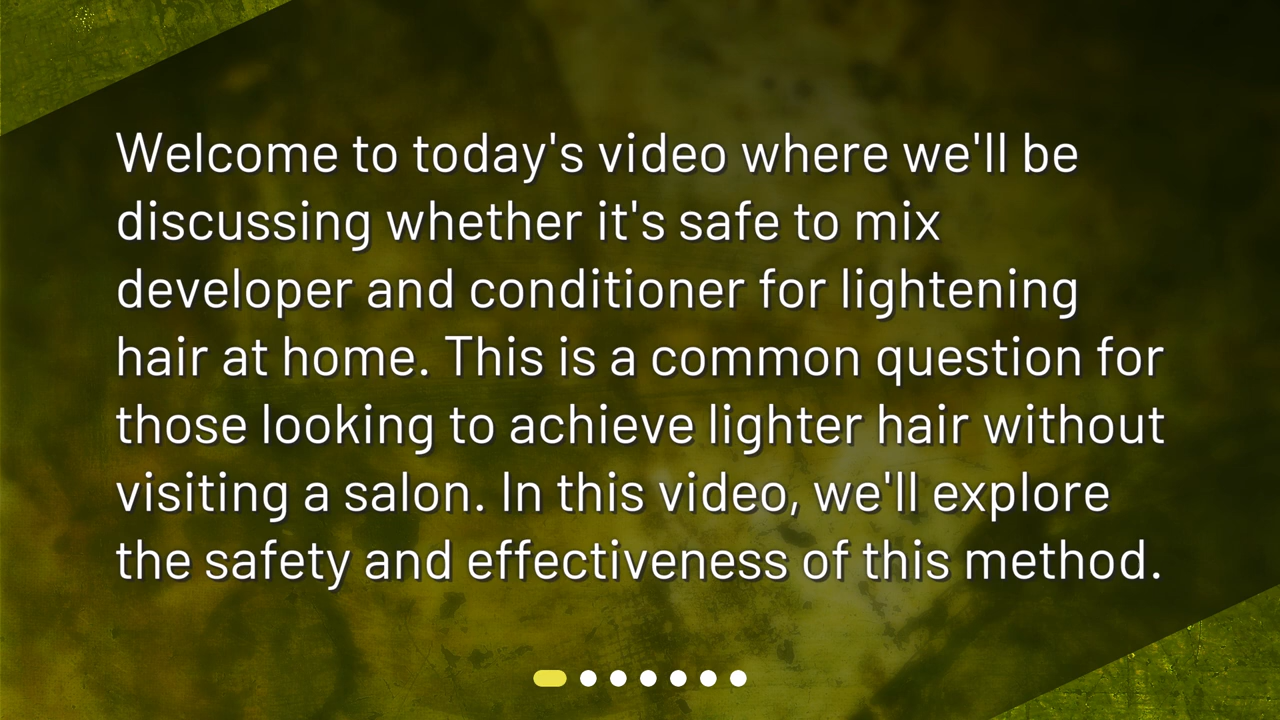 Welcome to today's video where we'll be
discussing whether it's safe to mix
developer and conditioner for lightening
hair at home. This is a common question for
those looking to achieve lighter hair without
visiting a salon. In this video, we'll explore
the safety and effectiveness of this method.